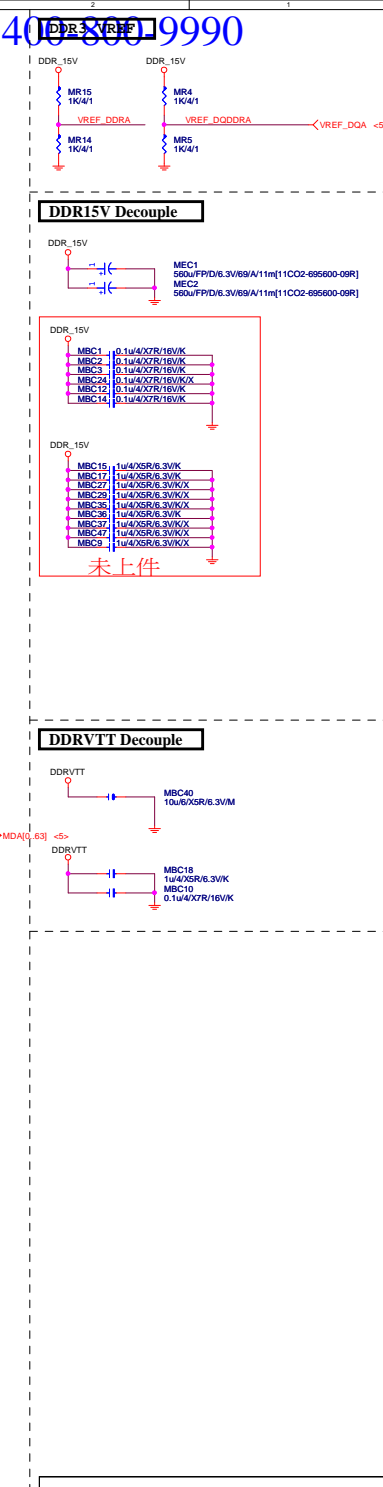 2 1
400-800-9990
DDR3 VREF
DDR_15V DDR_15V
MR15
1K/4/1
MR4
1K/4/1
VREF_DDRA
VREF_DQDDRA
VREF_DQA <5
MR14
1K/4/1
MR5
1K/4/1
DDR15V Decouple
DDR_15V
1
MEC1
560u/FP/D/6.3V/69/A/11m[11CO2-695600-09R]
1
MEC2
560u/FP/D/6.3V/69/A/11m[11CO2-695600-09R]
DDR_15V
MBC1 0.1u/4/X7R/16V/K
MBC2 0.1u/4/X7R/16V/K
MBC3 0.1u/4/X7R/16V/K
MBC24 0.1u/4/X7R/16V/K/X
MBC12 0.1u/4/X7R/16V/K
MBC14 0.1u/4/X7R/16V/K
DDR_15V
MBC15 1u/4/X5R/6.3V/K
MBC17 1u/4/X5R/6.3V/K
MBC27 1u/4/X5R/6.3V/K/X
MBC29 1u/4/X5R/6.3V/K/X
MBC35 1u/4/X5R/6.3V/K/X
MBC36 1u/4/X5R/6.3V/K
MBC37 1u/4/X5R/6.3V/K/X
MBC47 1u/4/X5R/6.3V/K/X
MBC9 1u/4/X5R/6.3V/K/X
未上件
DDRVTT Decouple
DDRVTT
MBC40
10u/6/X5R/6.3V/M
MDA[0..63] <5>
DDRVTT
MBC18
1u/4/X5R/6.3V/K
MBC10
0.1u/4/X7R/16V/K